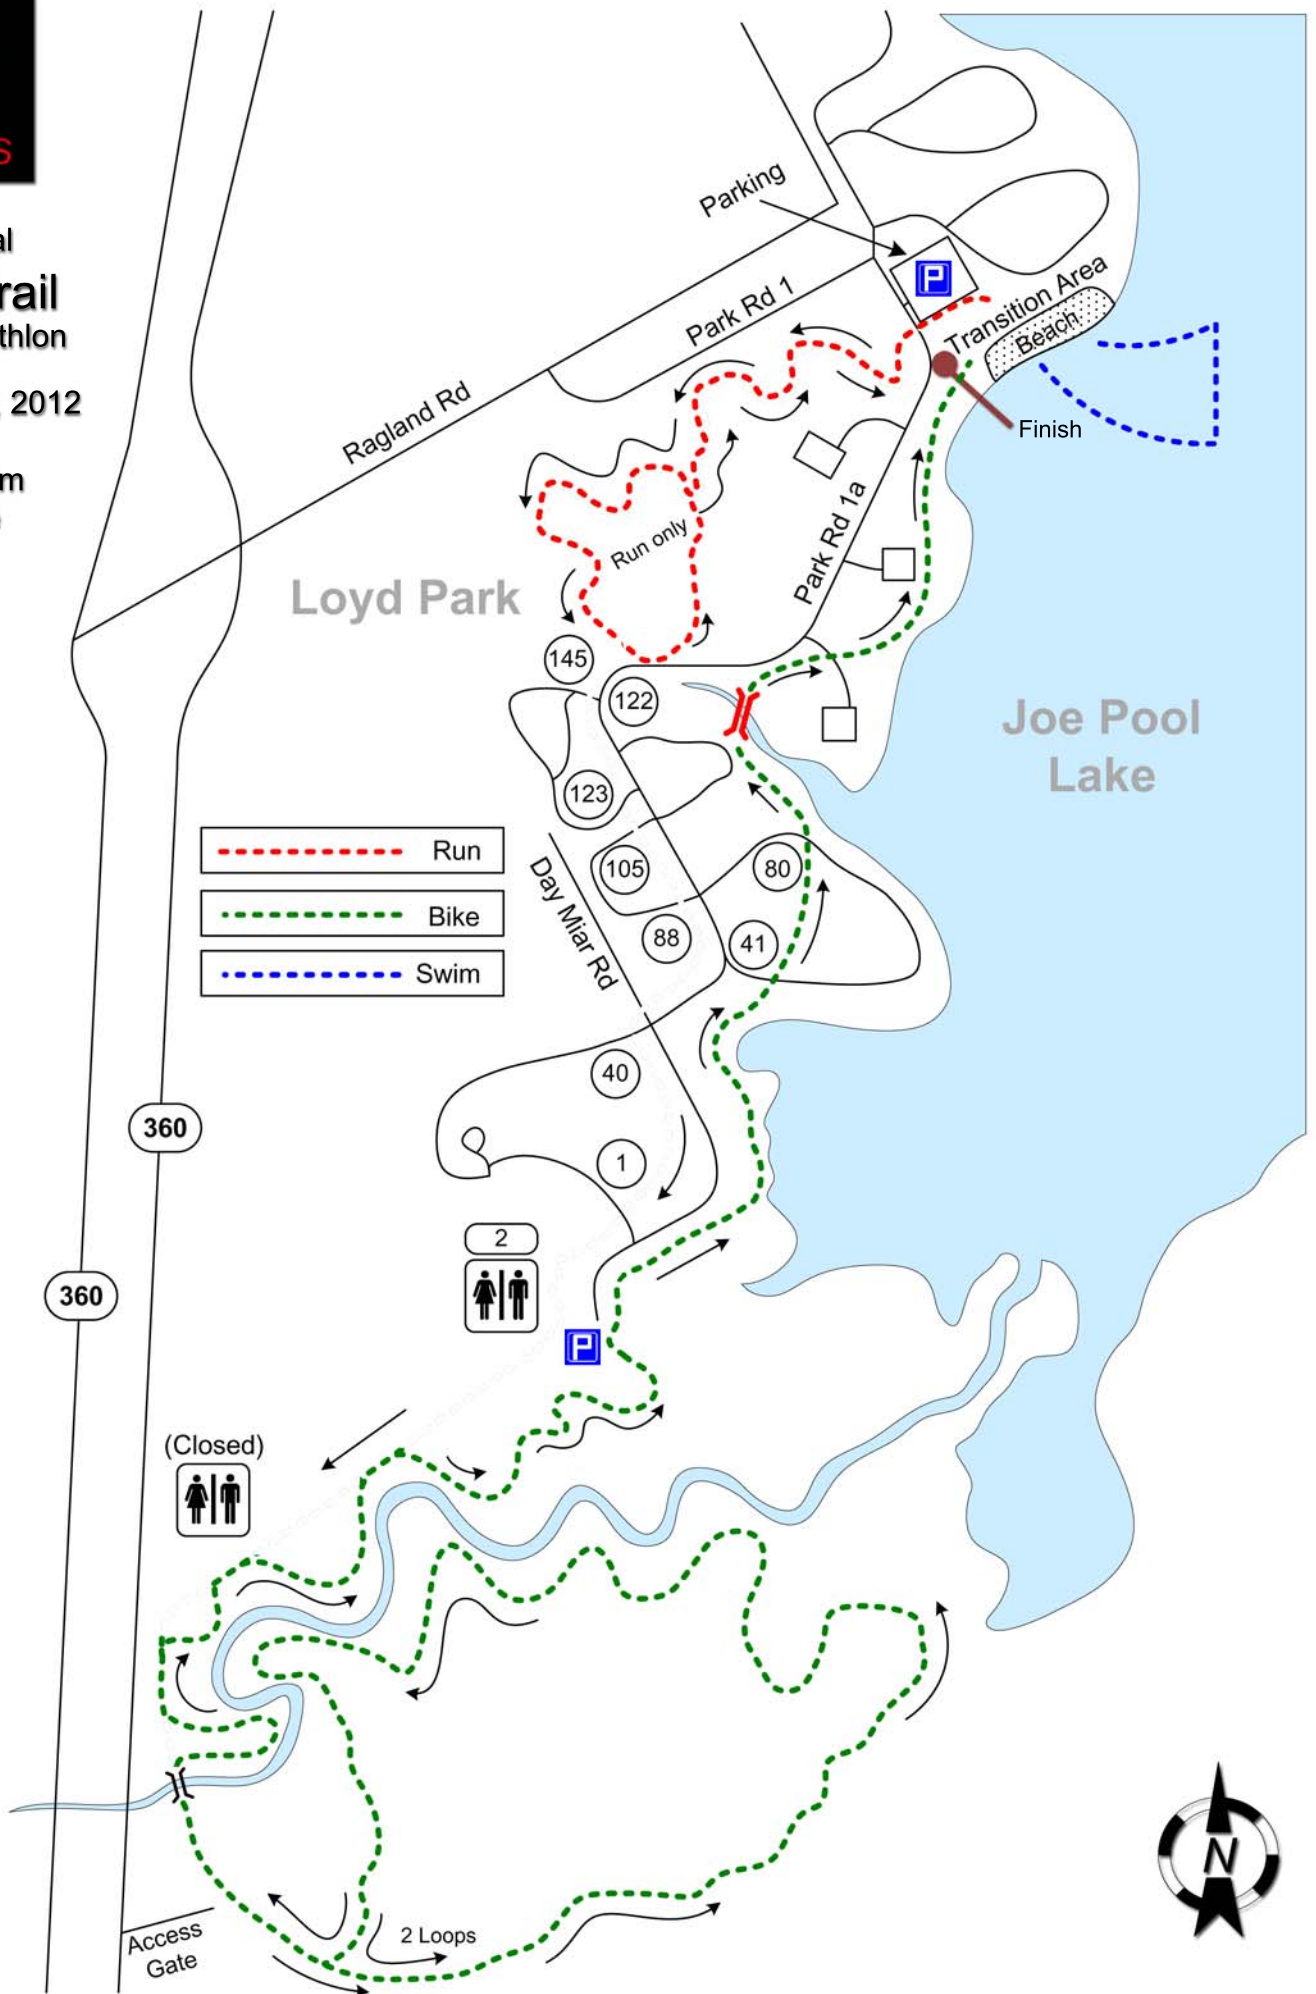 rail
2012
Parking
P
Park Rd 1
Transition Area
Beach
Ragland Rd
Finish
Run only
Park Rd 1a
Loyd Park
145
122
Joe Pool
Lake
123
Run
105
80
Day Miar Rd
Bike
88
41
Swim
40
360
1
2
360
P
(Closed)
N
2 Loops
Access
Gate